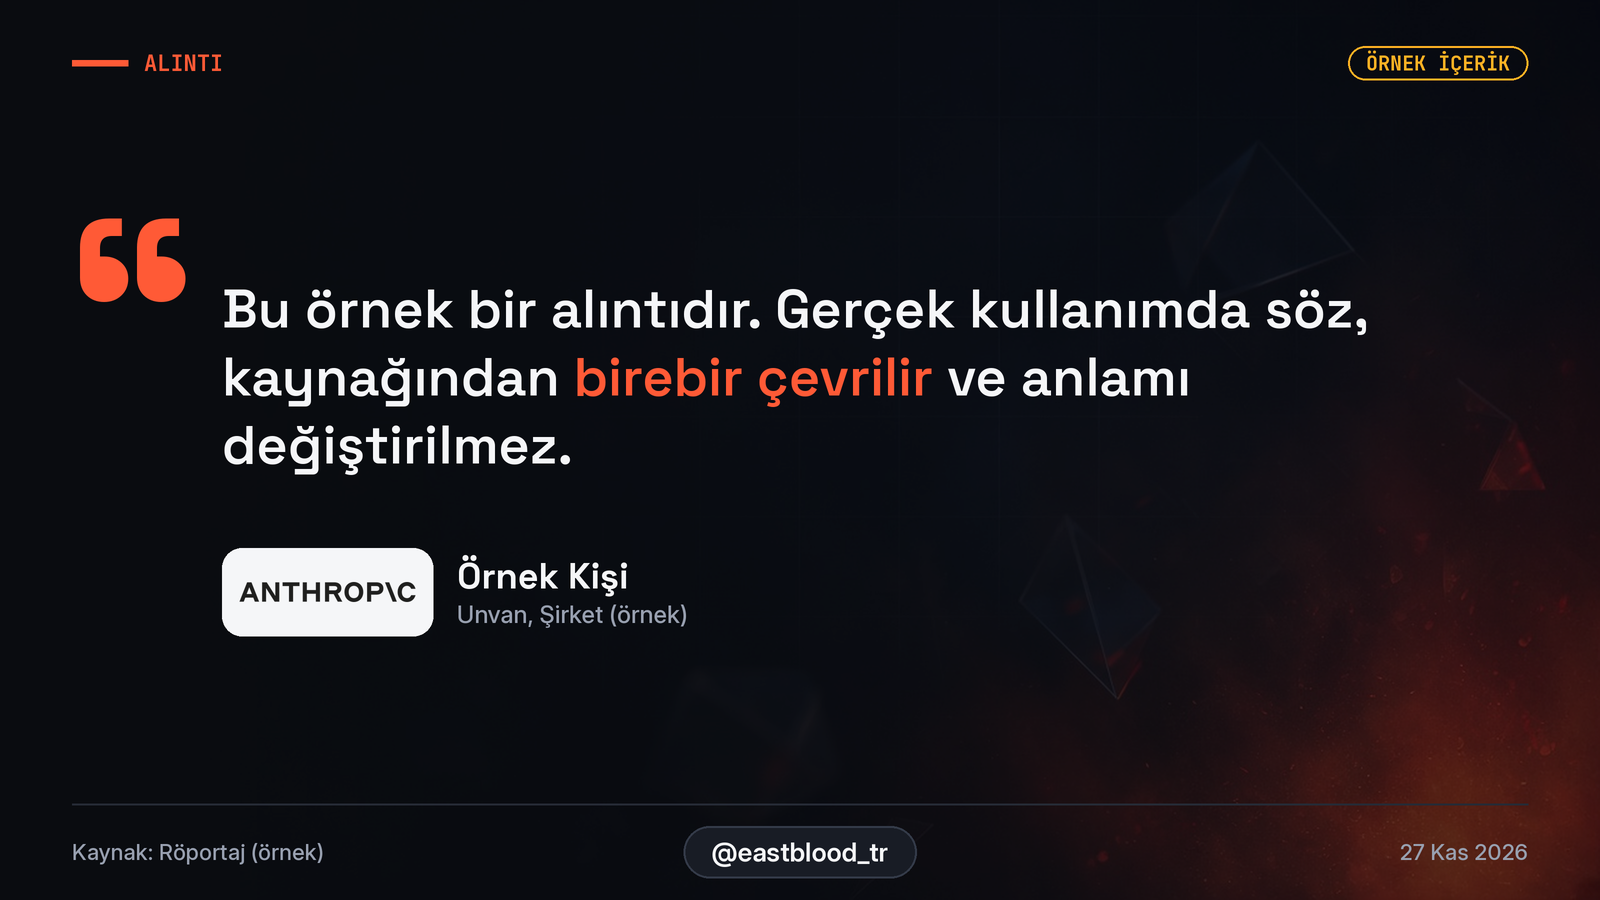 ALINTI
ÖRNEK İÇERİK
“
Bu örnek bir alıntıdır. Gerçek kullanımda söz,
kaynağından birebir çevrilir ve anlamı
değiştirilmez.
ANTHROP\C
Örnek Kişi
Unvan, Şirket (örnek)
Kaynak: Röportaj (örnek)
@eastblood_tr
27 Kas 2026